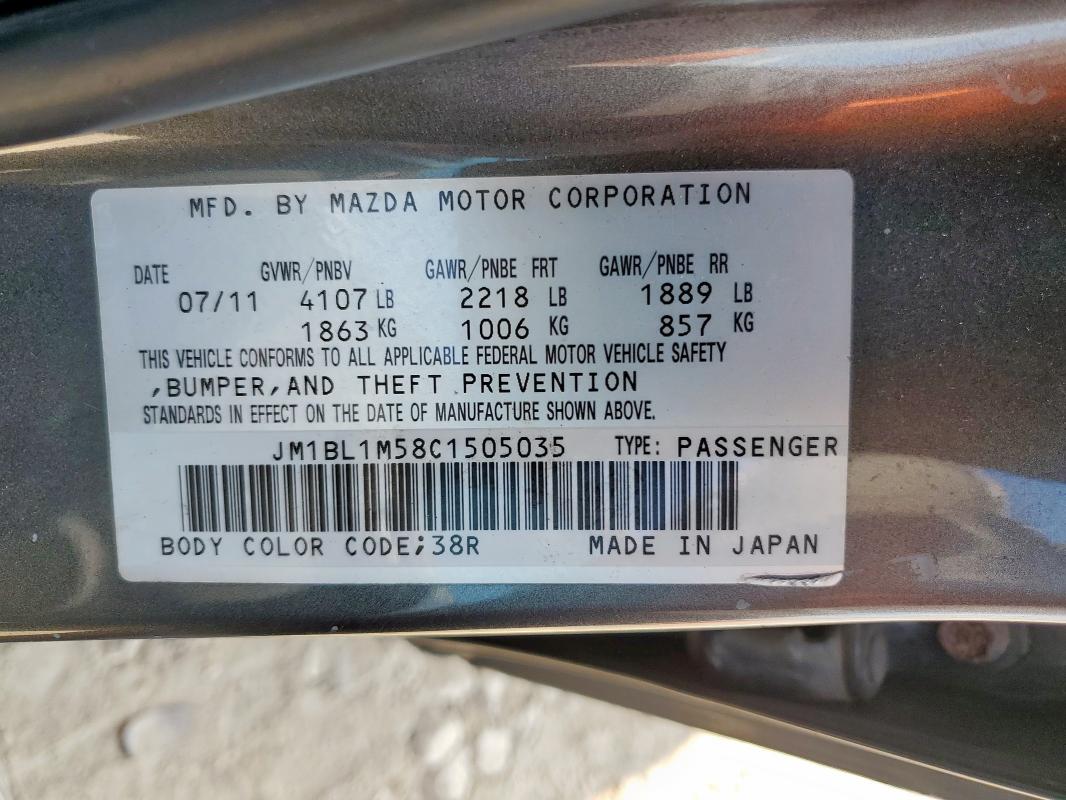 MFD. BY MAZDA MOTOR CORPORATION
DATE GVWR/PNBV GAWR/PNBE FRT GAWR/PNBE RR
07/11 4107 LB 2218 LB 1889 LB
1863 KG 1006 KG 857 KG
THIS VEHICLE CONFORMS TO ALL APPLICABLE FEDERAL MOTOR VEHICLE SAFETY
,BUMPER,AND THEFT PREVENTION
STANDARDS IN EFFECT ON THE DATE OF MANUFACTURE SHOWN ABOVE.
JM1BL1M58C1505035 TYPE: PASSENGER
BODY COLOR CODE;38R MADE IN JAPAN